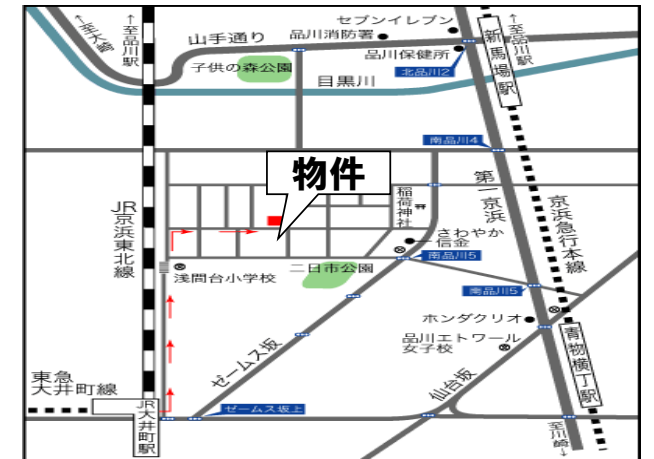 ←至大崎
←至品川駅
山手通り
品川消防署
セブンイレブン
品川保健所
北品川2
新馬場駅
←至品川駅
子供の森公園
目黒川
南品川4
物件
稲荷神社
第一京浜
京浜急行本線
JR京浜東北線
さわやか
信金
南品川5
浅間台小学校
二日市公園
南品川5
ホンダクリオ
品川エトワール
女子校
青物横丁駅
ゼームス坂
仙台坂
東急
大井町線
JR大井町駅
ゼームス坂上
至川崎→